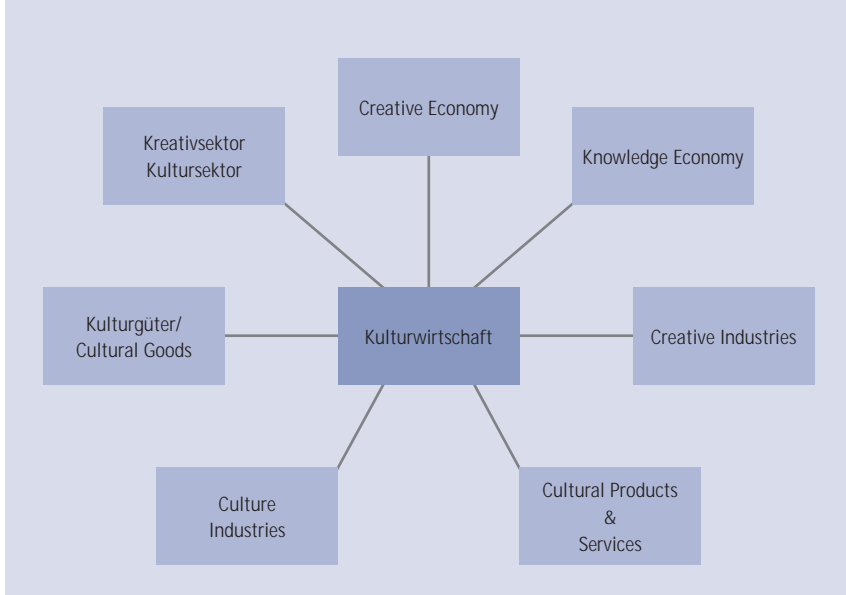 Creative Economy
Kreativsektor
Kultursektor
Knowledge Economy
Kulturgüter/
Cultural Goods
Kulturwirtschaft
Creative Industries
Culture
Industries
Cultural Products
&
Services